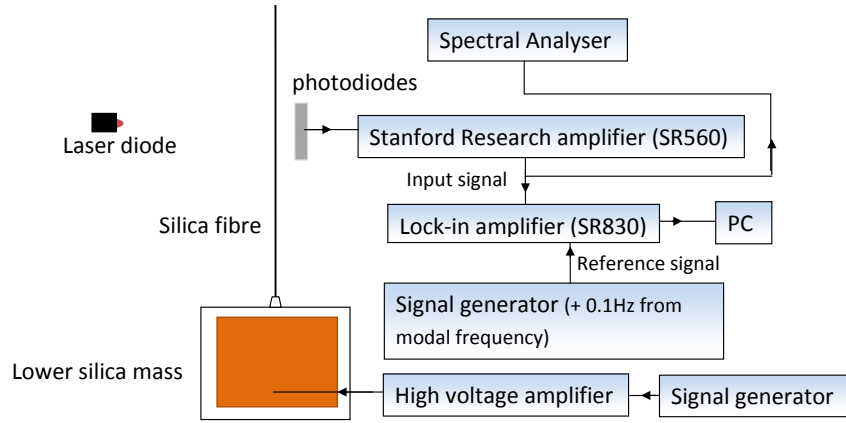 Spectral Analyser
photodiodes
Laser diode
Stanford Research amplifier (SR560)
Input signal
Silica fibre
Lock-in amplifier (SR830)
PC
Reference signal
Signal generator (+ 0.1Hz from
modal frequency)
Lower silica mass
High voltage amplifier
Signal generator